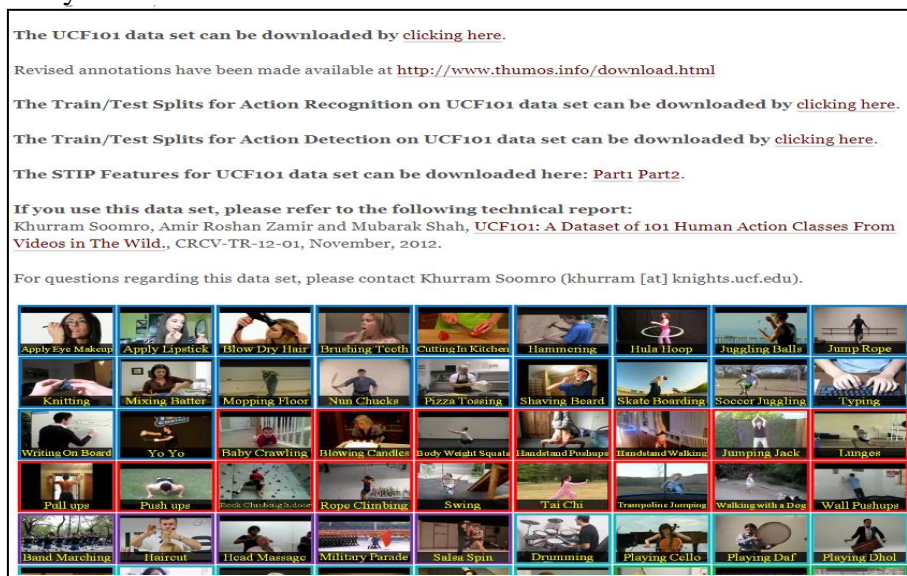 The UCF101 data set can be downloaded by clicking here.
Revised annotations have been made available at http://www.thumos.info/download.html
The Train/Test Splits for Action Recognition on UCF101 data set can be downloaded by clicking here.
The Train/Test Splits for Action Detection on UCF101 data set can be downloaded by clicking here.
The STIP Features for UCF101 data set can be downloaded here: Part1 Part2.
If you use this data set, please refer to the following technical report:
Khurram Soomro, Amir Roshan Zamir and Mubarak Shah, UCF101: A Dataset of 101 Human Action Classes From
Videos in The Wild., CRCV-TR-12-01, November, 2012.
For questions regarding this data set, please contact Khurram Soomro (khurram [at] knights.ucf.edu).
Apply Eye Makeup Apply Lipstick Blow Dry Hair Brushing Teeth Cutting In Kitchen Hammering Hula Hoop Juggling Balls Jump Rope
Knitting Mixing Batter Mopping Floor Nun Chucks Pizza Tossing Shaving Beard Skate Boarding Soccer Juggling Typing
Writing On Board Yo Yo Baby Crawling Blowing Candles Body Weight Squats Handstand Pushups Handstand Walking Jumping Jack Lunges
Pull ups Push ups Rock Climbing Indoor Rope Climbing Swing Tai Chi Trampoline Jumping Walking with a Dog Wall Pushups
Band Marching Haircut Head Massage Military Parade Salsa Spin Drumming Playing Cello Playing Daf Playing Dhol